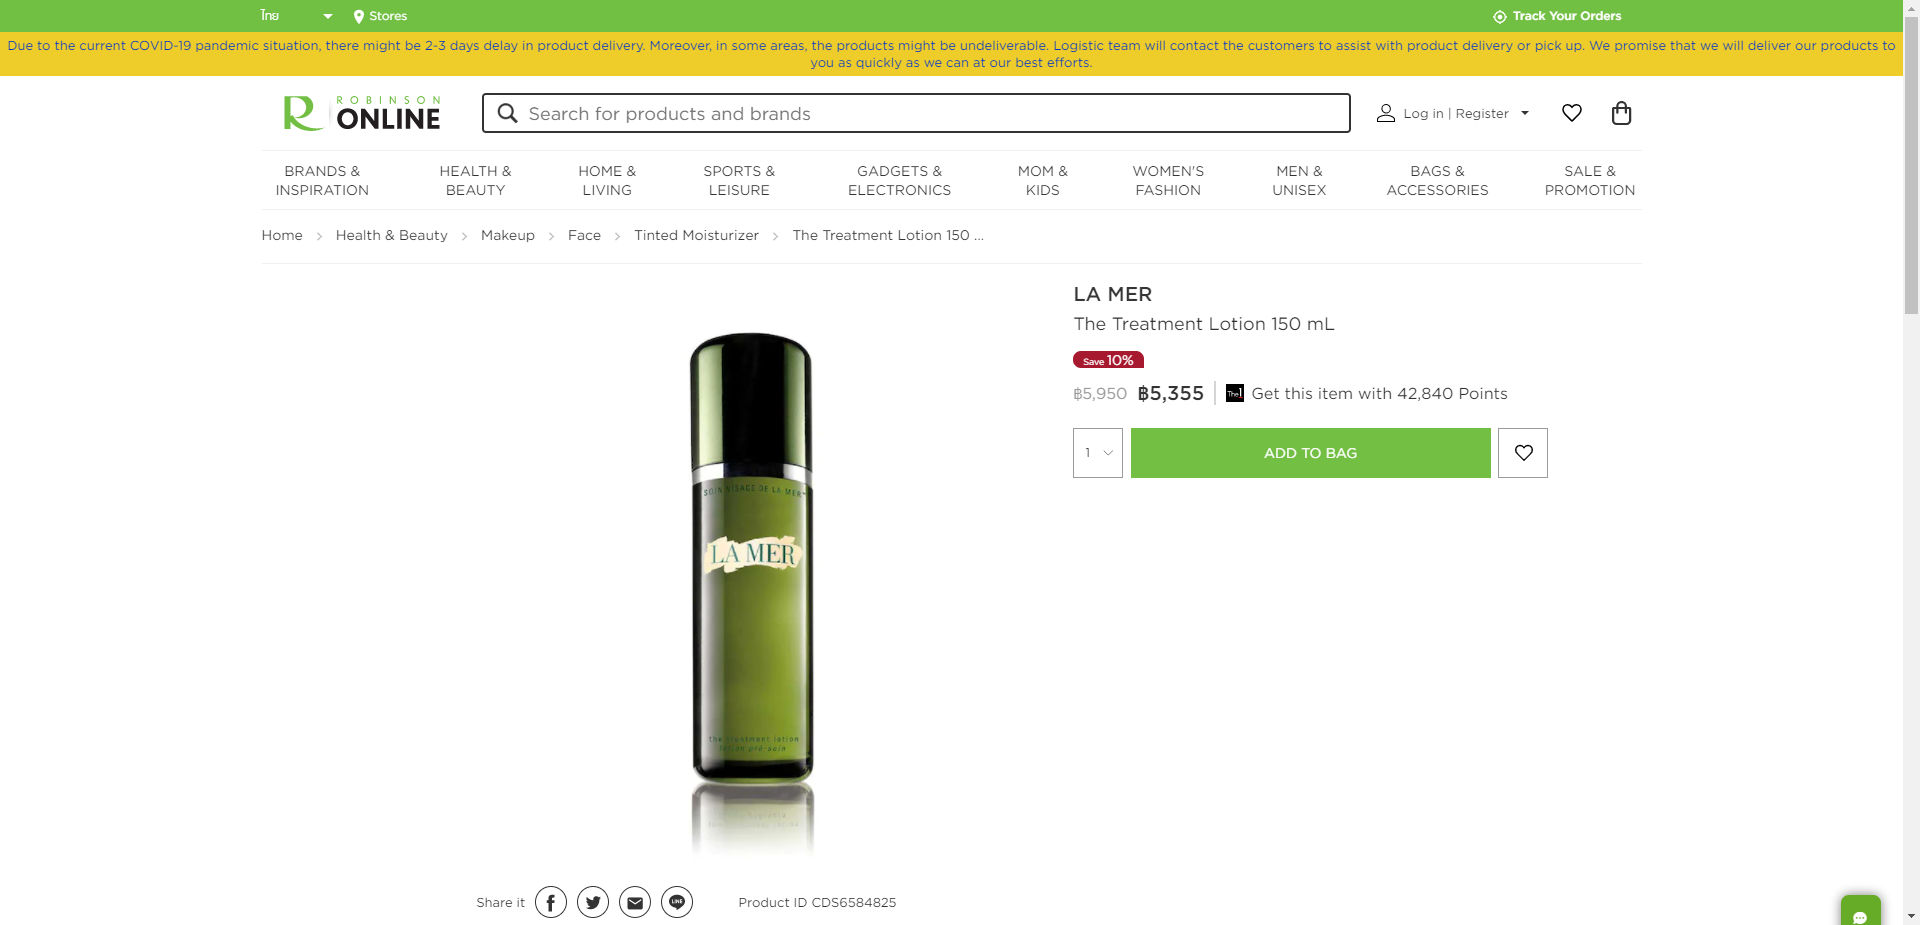 ไทย
Stores
Track Your Orders
Due to the current COVID-19 pandemic situation, there might be 2-3 days delay in product delivery. Moreover, in some areas, the products might be undeliverable. Logistic team will contact the customers to assist with product delivery or pick up. We promise that we will deliver our products to
you as quickly as we can at our best efforts.
ROBINSON
ONLINE
Search for products and brands
Log in | Register
BRANDS &
INSPIRATION
HEALTH &
BEAUTY
HOME &
LIVING
SPORTS &
LEISURE
GADGETS &
ELECTRONICS
MOM &
KIDS
WOMEN'S
FASHION
MEN &
UNISEX
BAGS &
ACCESSORIES
SALE &
PROMOTION
Home
Health & Beauty
Makeup
Face
Tinted Moisturizer
The Treatment Lotion 150 ...
LA MER
The Treatment Lotion 150 mL
Save 10%
฿5,950 ฿5,355
The 1
Get this item with 42,840 Points
1
ADD TO BAG
SOIN VISAGE DE LA MER
LA MER
the treatment lotion
lotion pré-soin
Share it
LINE
Product ID CDS6584825